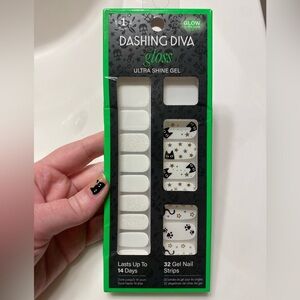 GLOW
DASHING DIVA
gloss
ULTRA SHINE GEL
Lasts Up To
14 Days
32 Gel Nail
Strips